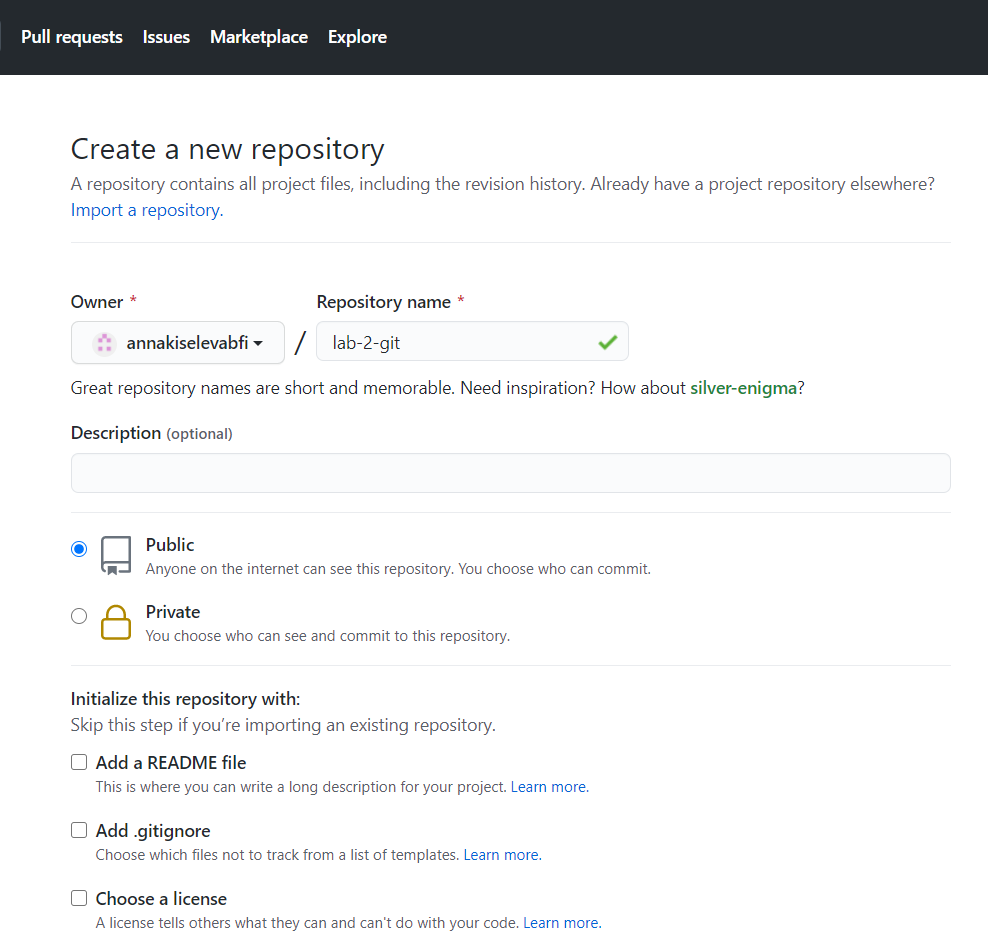 Pull requests Issues Marketplace Explore
Create a new repository
A repository contains all project files, including the revision history. Already have a project repository elsewhere?
Import a repository.
Owner * Repository name *
annakiselevabfi / lab-2-git
Great repository names are short and memorable. Need inspiration? How about silver-enigma?
Description (optional)
Public
Anyone on the internet can see this repository. You choose who can commit.
Private
You choose who can see and commit to this repository.
Initialize this repository with:
Skip this step if you’re importing an existing repository.
Add a README file
This is where you can write a long description for your project. Learn more.
Add .gitignore
Choose which files not to track from a list of templates. Learn more.
Choose a license
A license tells others what they can and can't do with your code. Learn more.